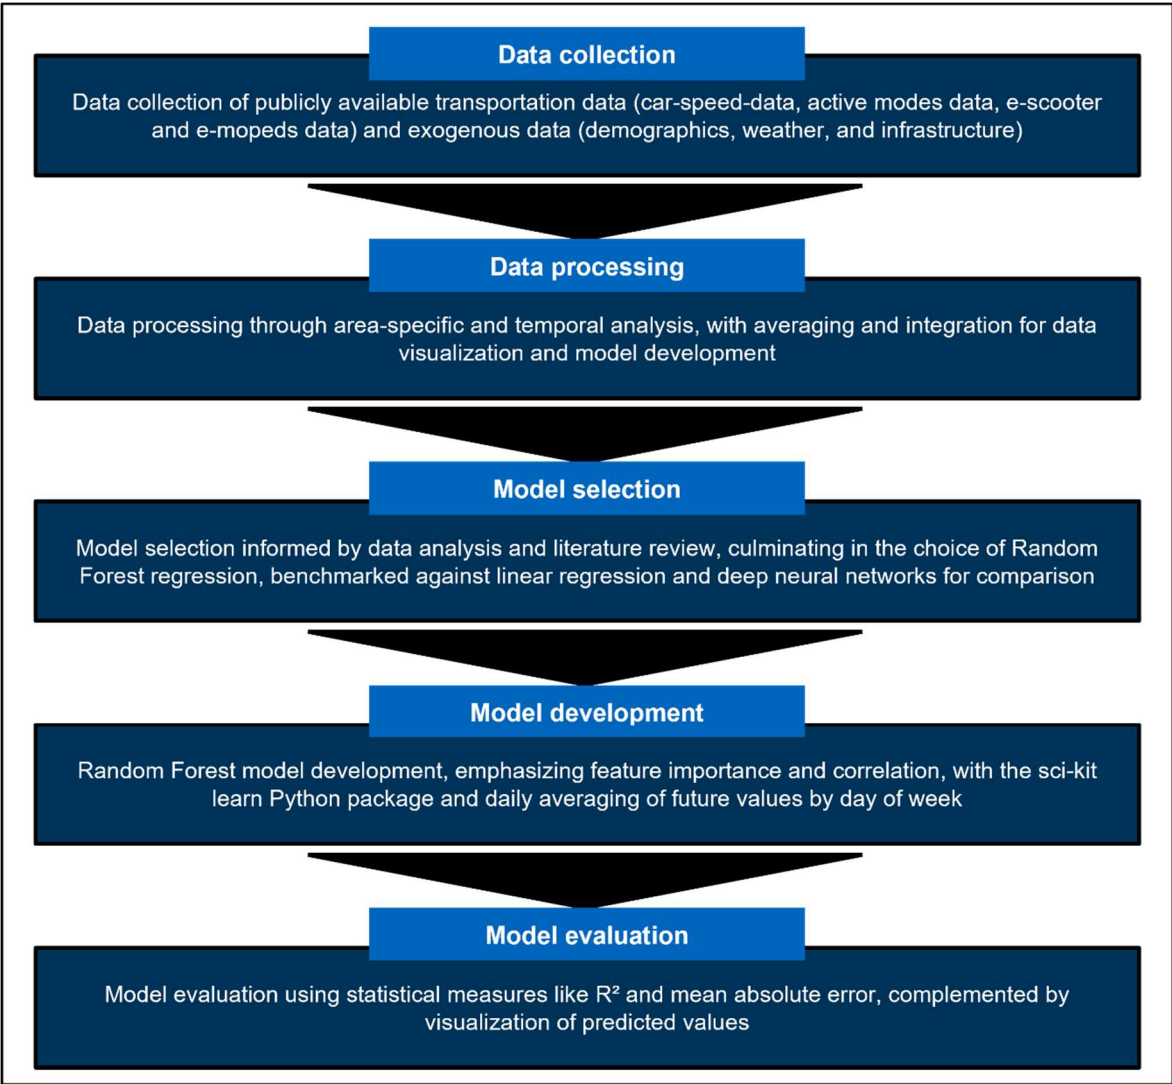 Data collection
Data collection of publicly available transportation data (car-speed-data, active modes data, e-scooter
and e-mopeds data) and exogenous data (demographics, weather, and infrastructure)
Data processing
Data processing through area-specific and temporal analysis, with averaging and integration for data
visualization and model development
Model selection
Model selection informed by data analysis and literature review, culminating in the choice of Random
Forest regression, benchmarked against linear regression and deep neural networks for comparison
Model development
Random Forest model development, emphasizing feature importance and correlation, with the sci-kit
learn Python package and daily averaging of future values by day of week
Model evaluation
Model evaluation using statistical measures like R² and mean absolute error, complemented by
visualization of predicted values